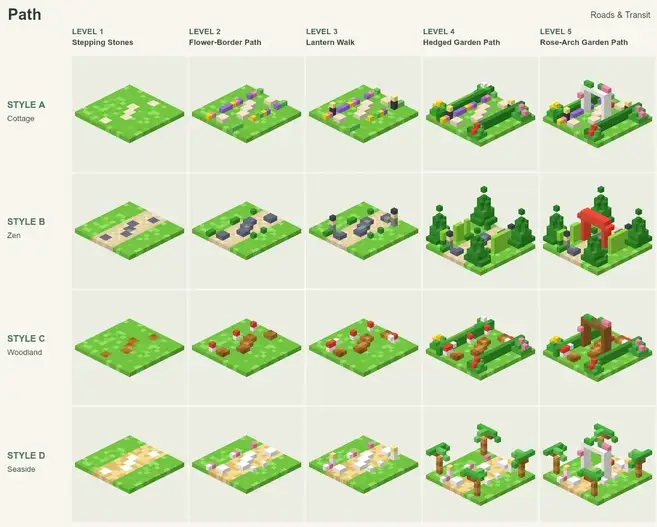 Path
Roads & Transit
LEVEL 1
Stepping Stones
LEVEL 2
Flower-Border Path
LEVEL 3
Lantern Walk
LEVEL 4
Hedged Garden Path
LEVEL 5
Rose-Arch Garden Path
STYLE A
Cottage
STYLE B
Zen
STYLE C
Woodland
STYLE D
Seaside